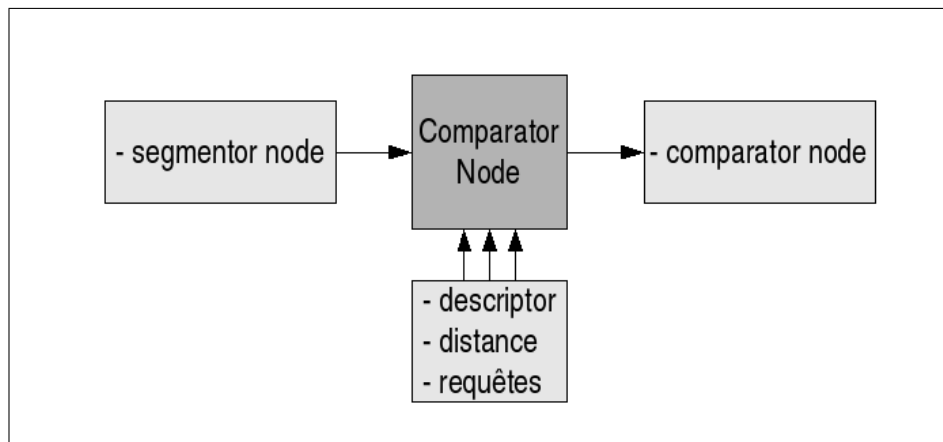 - segmentor node
Comparator
Node
- comparator node
- descriptor
- distance
- requêtes